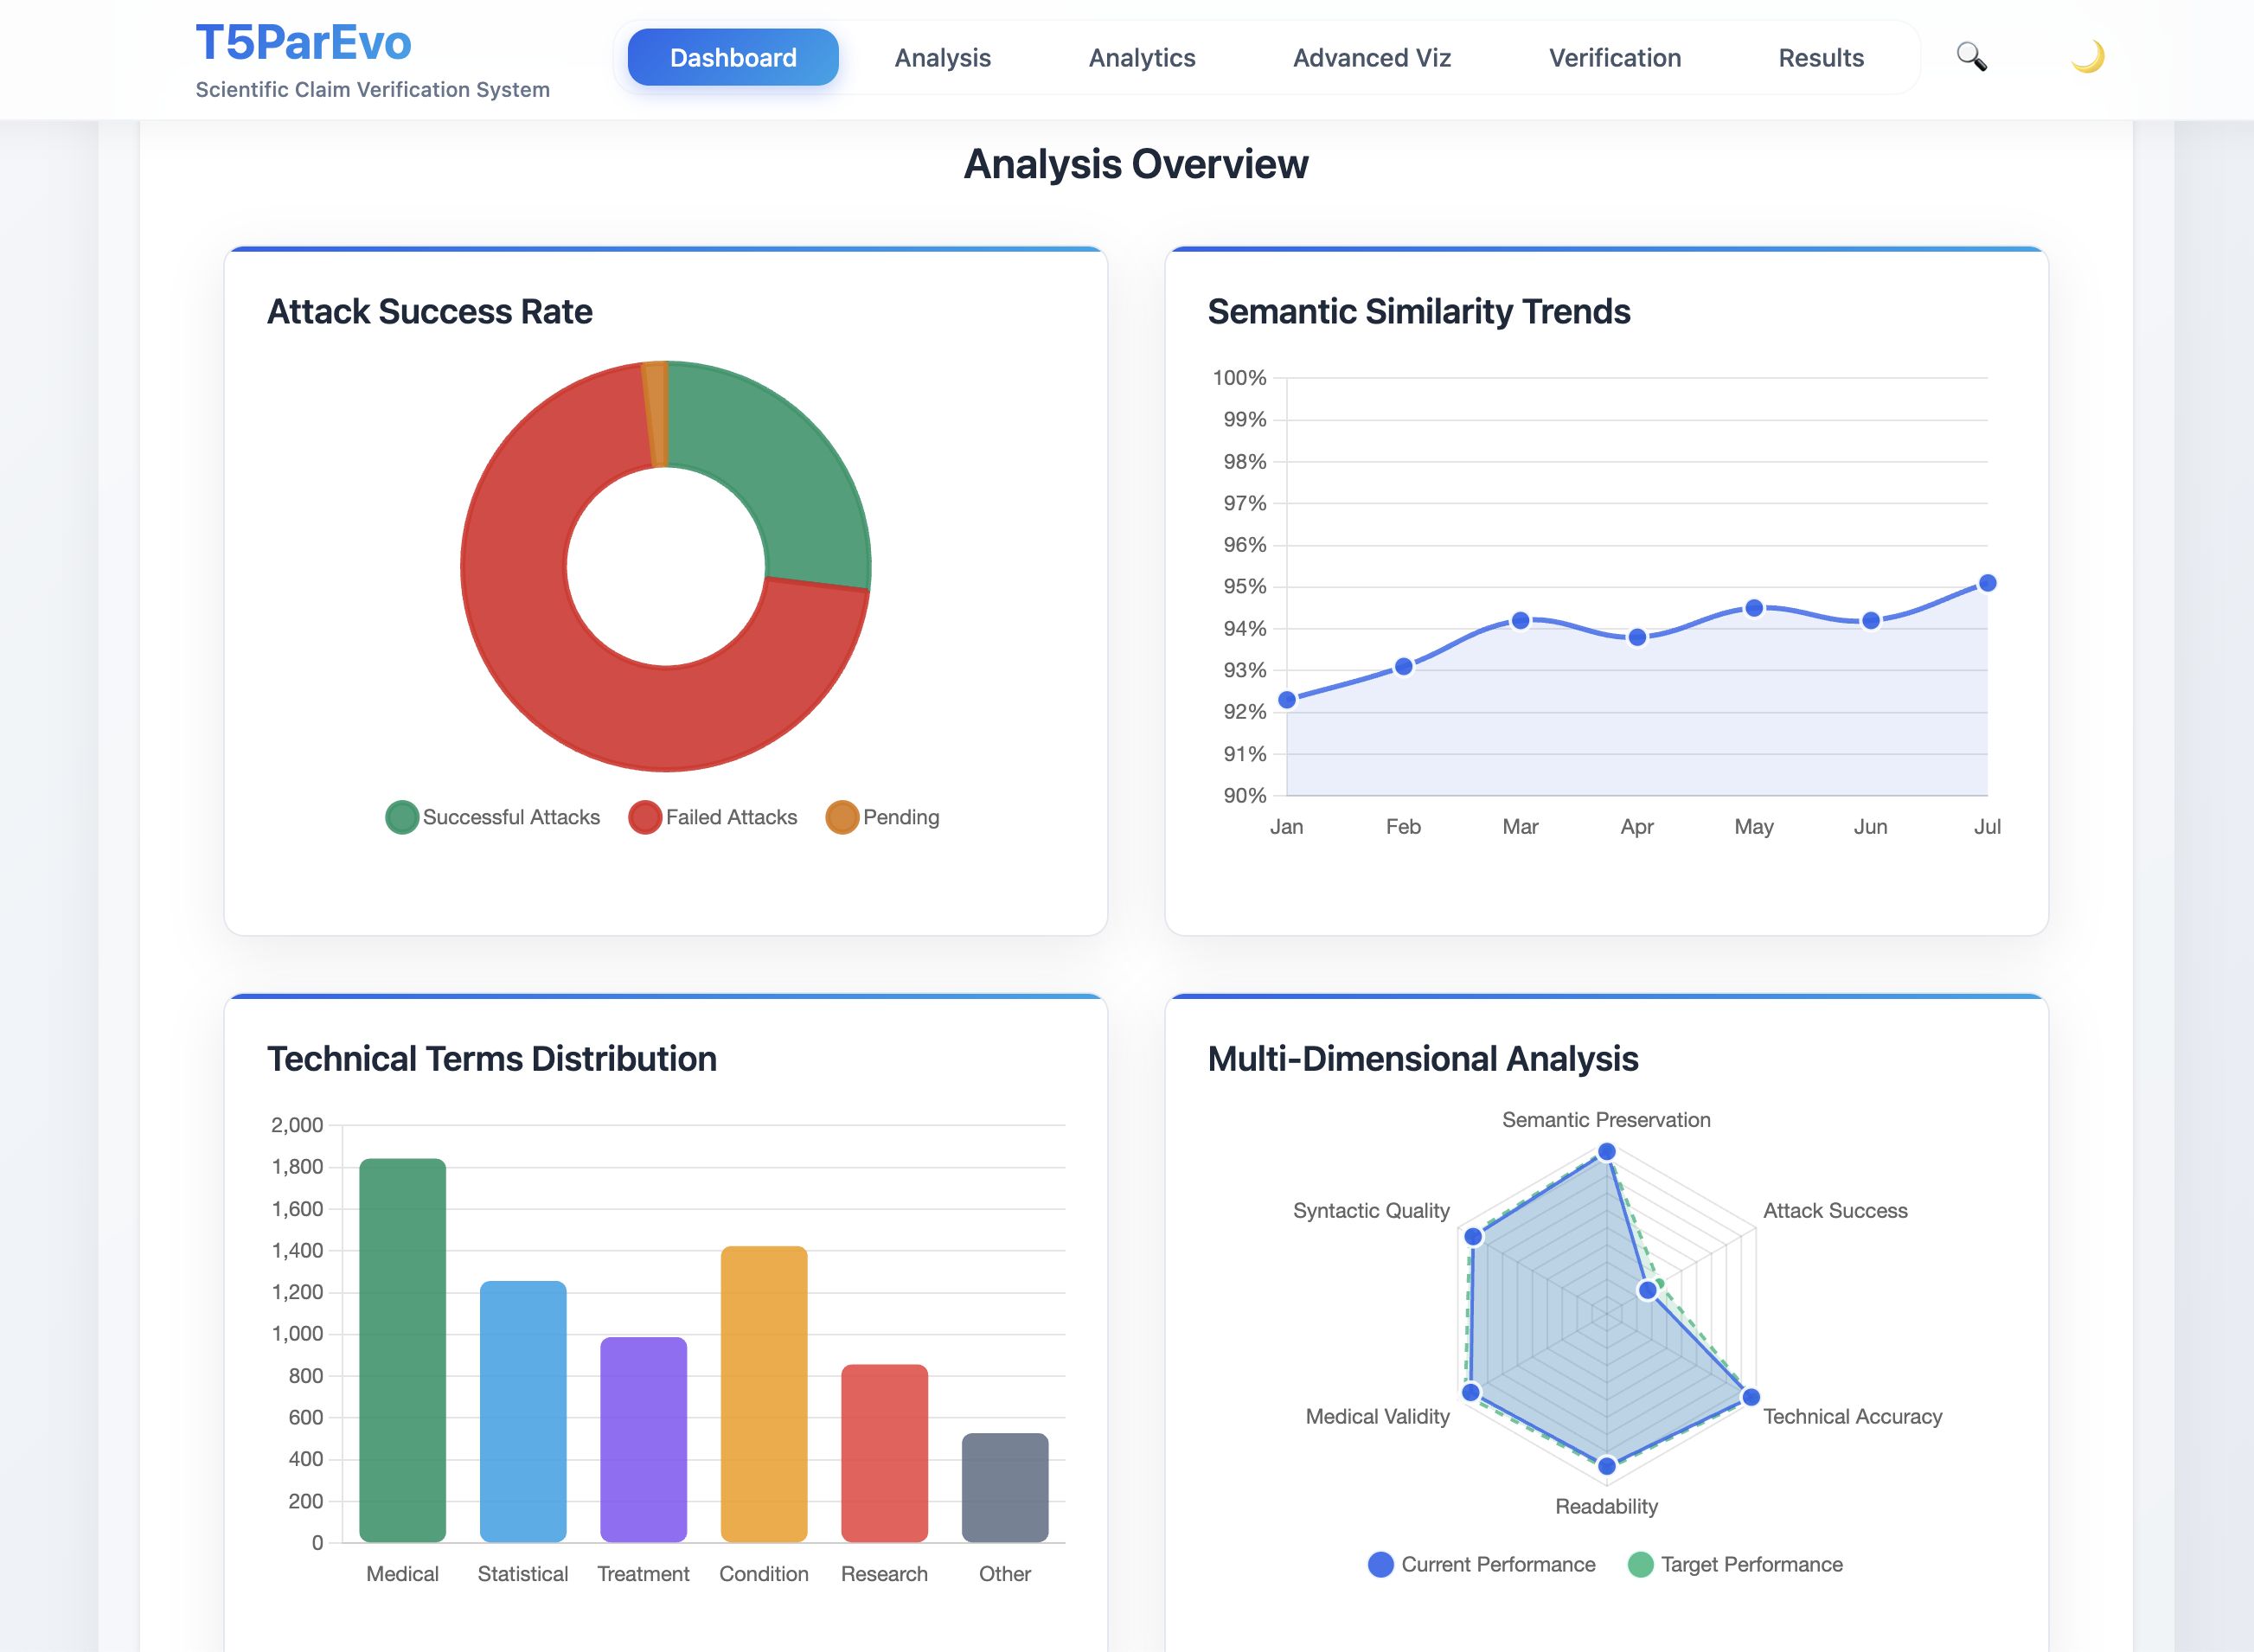 T5ParEvo
Scientific Claim Verification System
Dashboard
Analysis
Analytics
Advanced Viz
Verification
Results
Analysis Overview
Attack Success Rate
Successful Attacks
Failed Attacks
Pending
Semantic Similarity Trends
100%
99%
98%
97%
96%
95%
94%
93%
92%
91%
90%
Jan
Feb
Mar
Apr
May
Jun
Jul
Technical Terms Distribution
2,000
1,800
1,600
1,400
1,200
1,000
800
600
400
200
0
Medical
Statistical
Treatment
Condition
Research
Other
Multi-Dimensional Analysis
Semantic Preservation
Attack Success
Technical Accuracy
Readability
Medical Validity
Syntactic Quality
Current Performance
Target Performance